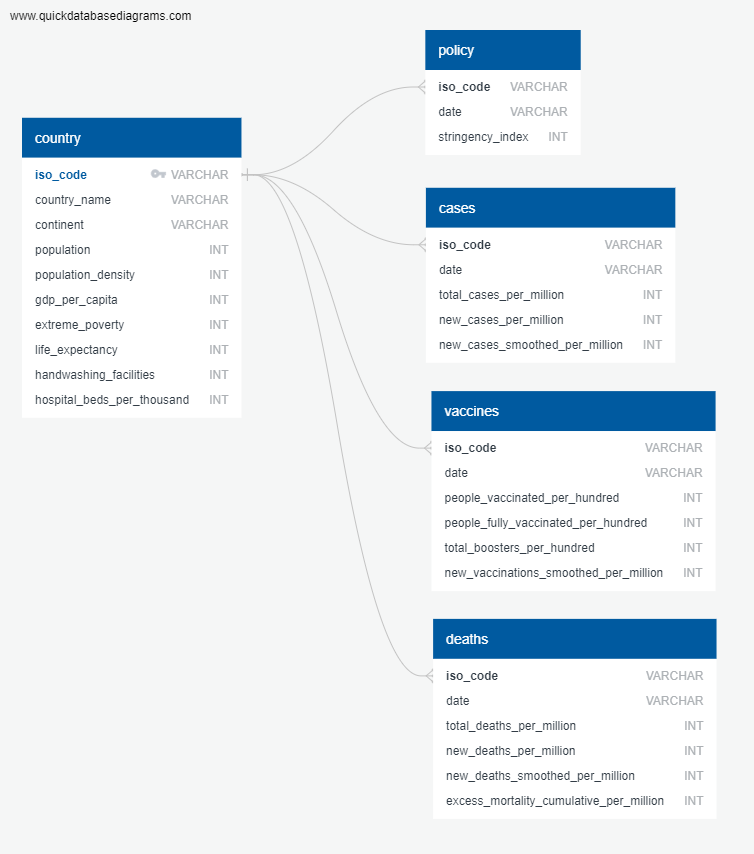 www.quickdatabasediagrams.com
country
iso_code VARCHAR
country_name VARCHAR
continent VARCHAR
population INT
population_density INT
gdp_per_capita INT
extreme_poverty INT
life_expectancy INT
handwashing_facilities INT
hospital_beds_per_thousand INT
policy
iso_code VARCHAR
date VARCHAR
stringency_index INT
cases
iso_code VARCHAR
date VARCHAR
total_cases_per_million INT
new_cases_per_million INT
new_cases_smoothed_per_million INT
vaccines
iso_code VARCHAR
date VARCHAR
people_vaccinated_per_hundred INT
people_fully_vaccinated_per_hundred INT
total_boosters_per_hundred INT
new_vaccinations_smoothed_per_million INT
deaths
iso_code VARCHAR
date VARCHAR
total_deaths_per_million INT
new_deaths_per_million INT
new_deaths_smoothed_per_million INT
excess_mortality_cumulative_per_million INT